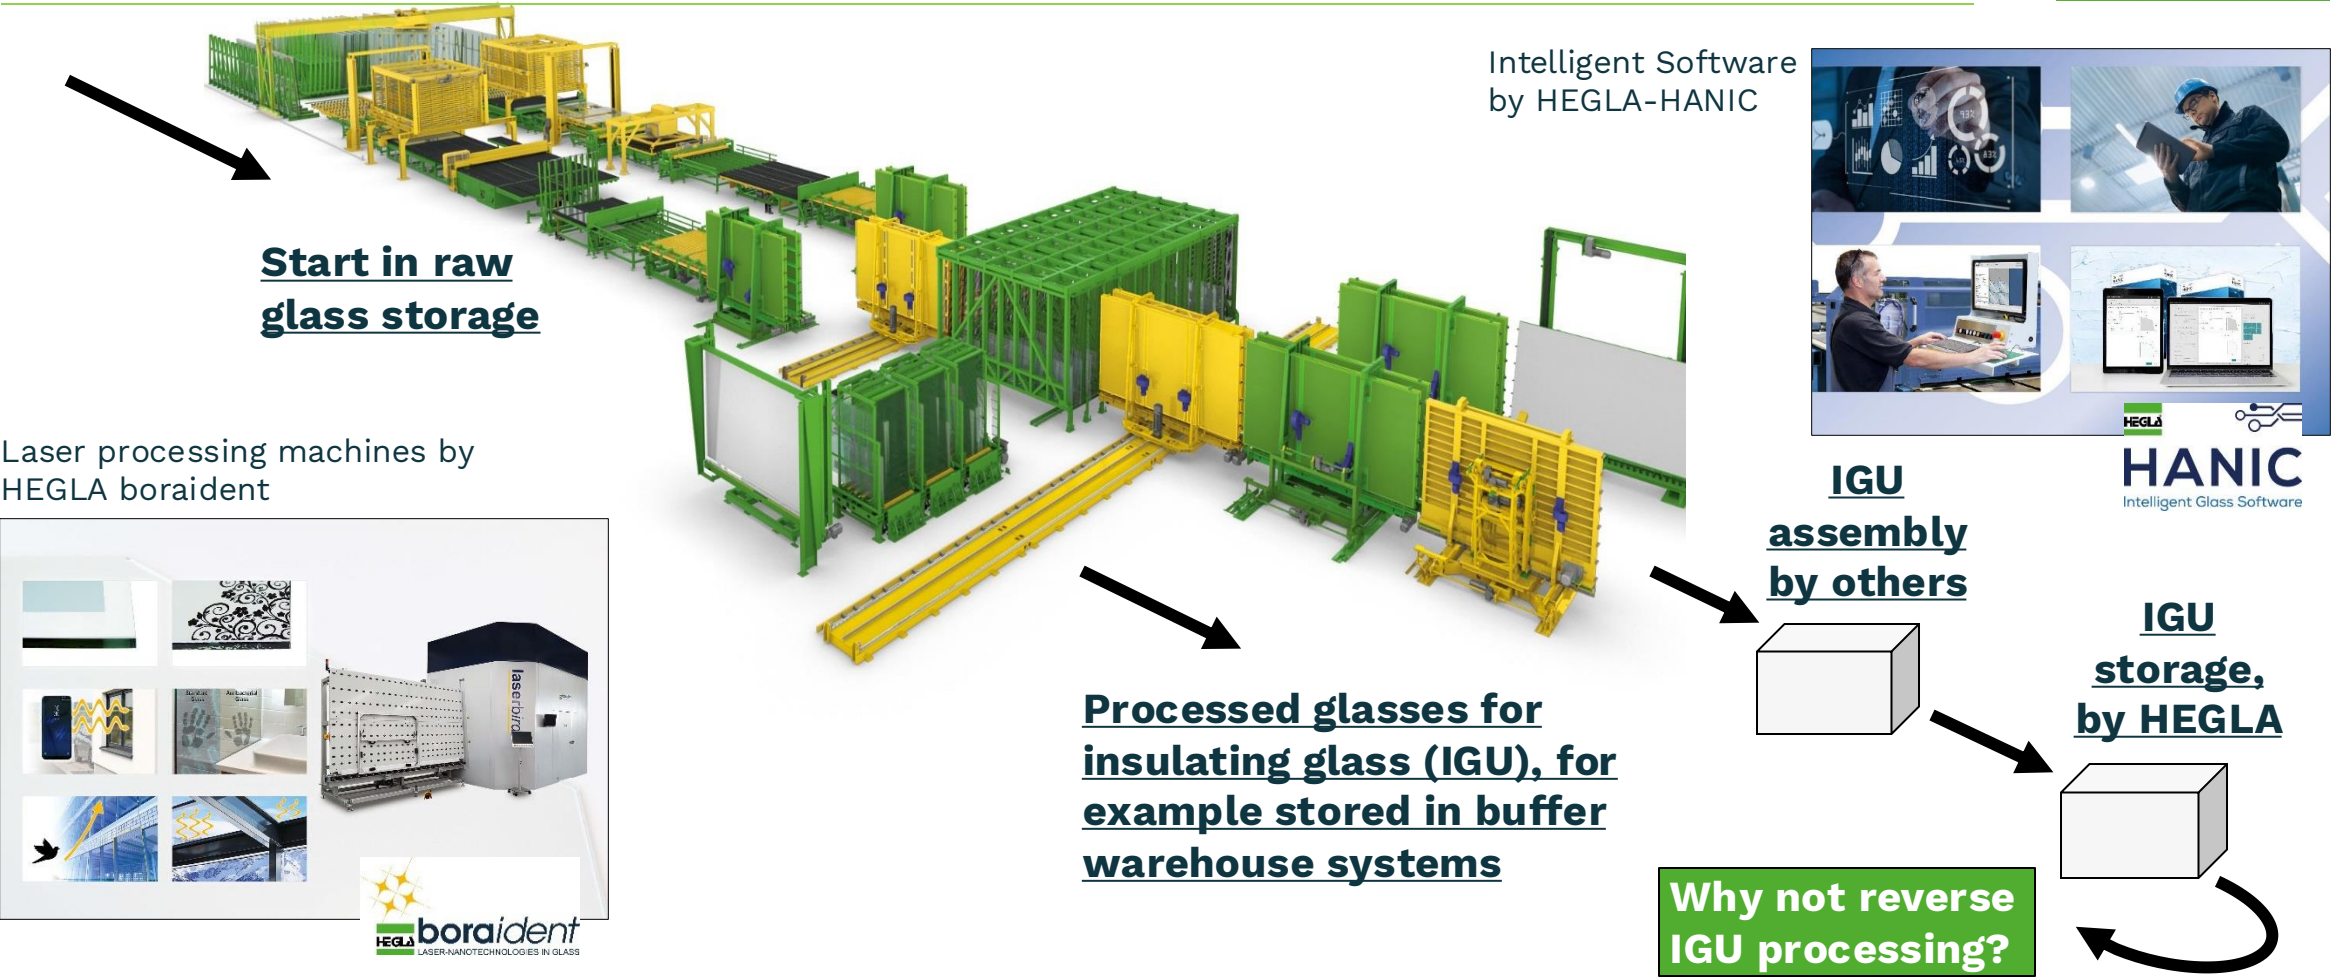 Intelligent Software
by HEGLA-HANIC
Start in raw
glass storage
HEGLA
HANIC
Intelligent Glass Software
Laser processing machines by
HEGLA boraident
IGU
assembly
by others
laserbird
IGU
storage,
by HEGLA
Processed glasses for
insulating glass (IGU), for
example stored in buffer
warehouse systems
HEGLA boraident
LASER-NANOTECHNOLOGIES IN GLASS
Why not reverse
IGU processing?